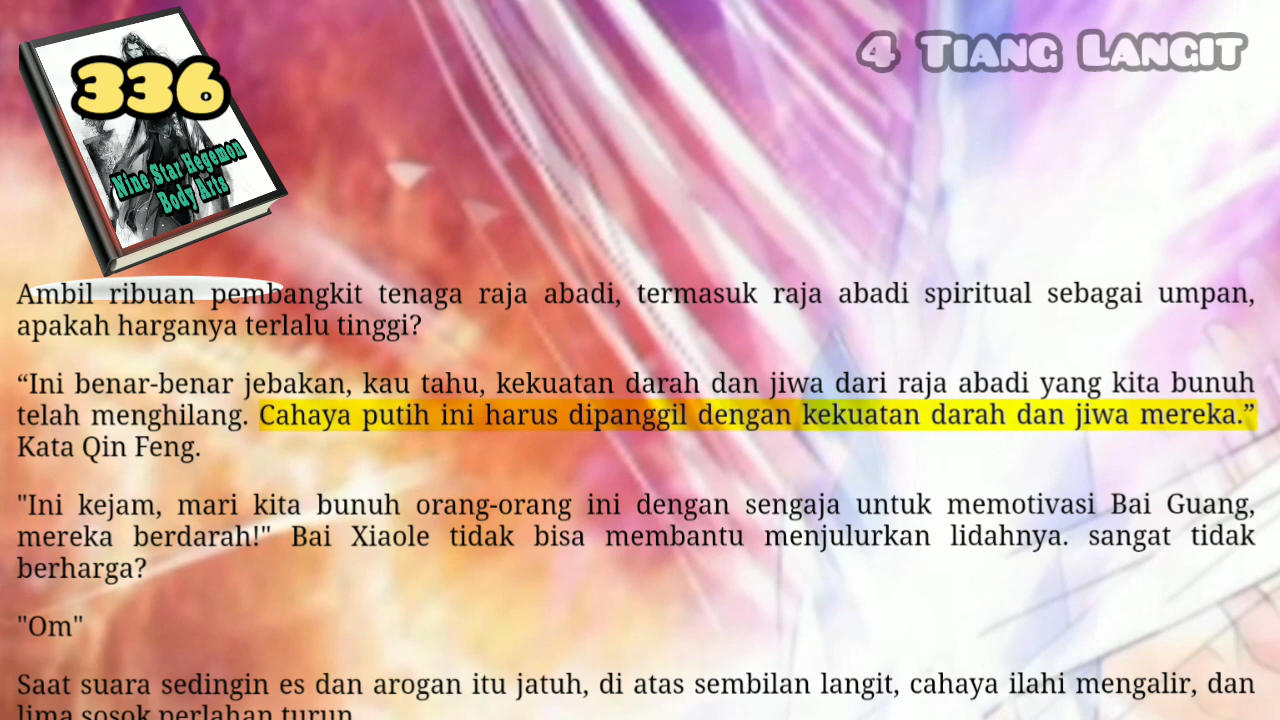 336
Nine Star Hegemon
Body Arts
4 Tiang Langit
Ambil ribuan pembangkit tenaga raja abadi, termasuk raja abadi spiritual sebagai umpan,
apakah harganya terlalu tinggi?
“Ini benar-benar jebakan, kau tahu, kekuatan darah dan jiwa dari raja abadi yang kita bunuh
telah menghilang. Cahaya putih ini harus dipanggil dengan kekuatan darah dan jiwa mereka.”
Kata Qin Feng.
"Ini kejam, mari kita bunuh orang-orang ini dengan sengaja untuk memotivasi Bai Guang,
mereka berdarah!" Bai Xiaole tidak bisa membantu menjulurkan lidahnya. sangat tidak
berharga?
"Om"
Saat suara sedingin es dan arogan itu jatuh, di atas sembilan langit, cahaya ilahi mengalir, dan
lima sosok perlahan turun